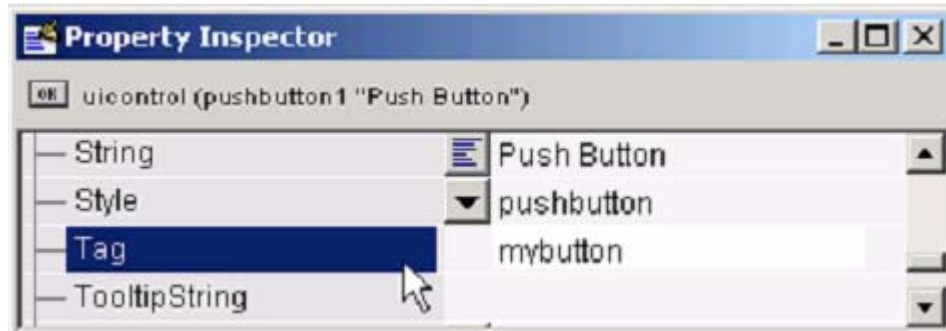 Property Inspector
OK uicontrol (pushbutton1 "Push Button")
String Push Button
Style pushbutton
Tag mybutton
TooltipString